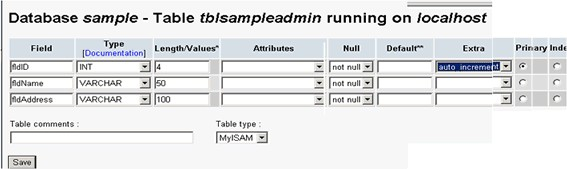 Database sample - Table tblsampleadmin running on localhost
Field Type [Documentation] Length/Values* Attributes Null Default** Extra Primary Inde
fldID INT 4 not null auto_increment
fldName VARCHAR 50 not null
fldAddress VARCHAR 100 not null
Table comments : Table type :
MyISAM
Save